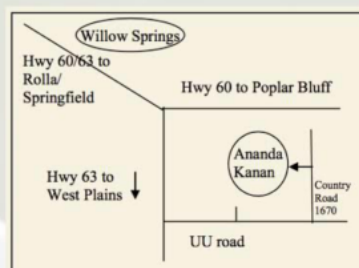 Willow Springs
Hwy 60/63 to
Rolla/
Springfield
Hwy 60 to Poplar Bluff
Ananda
Kanan
Hwy 63 to
West Plains
Country
Road
1670
UU road